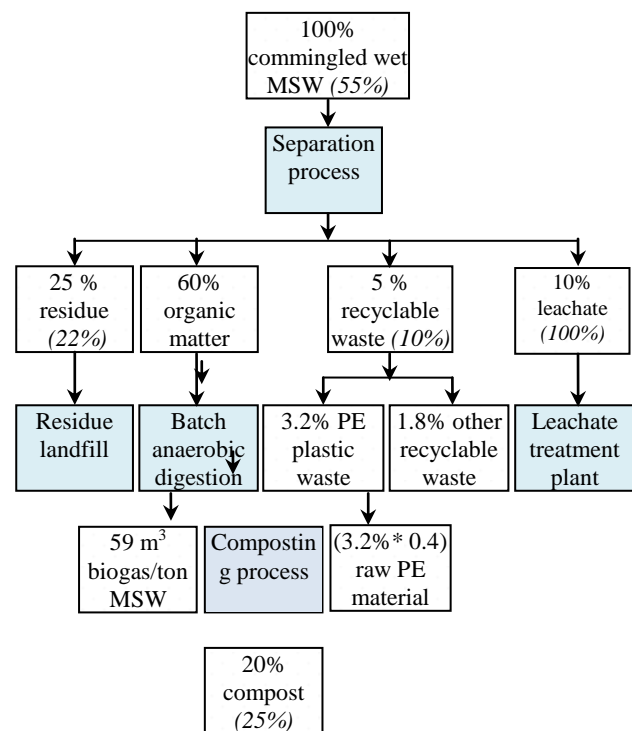 100%
commingled wet
MSW (55%)
Separation
process
25 %
residue
(22%)
60%
organic
matter
5 %
recyclable
waste (10%)
10%
leachate
(100%)
Residue
landfill
Batch
anaerobic
digestion
3.2% PE
plastic
waste
1.8% other
recyclable
waste
Leachate
treatment
plant
59 m³
biogas/ton
MSW
Compostin
g process
(3.2%* 0.4)
raw PE
material
20%
compost
(25%)